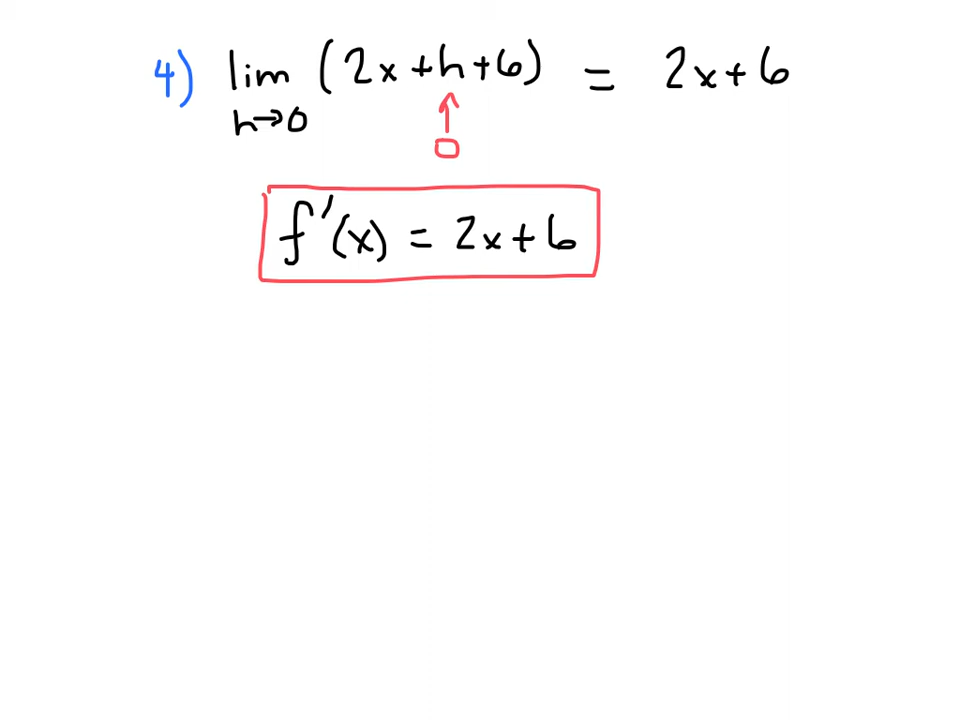 4) lim (2x+h+6) = 2x+6
h→0
0
f'(x) = 2x+6